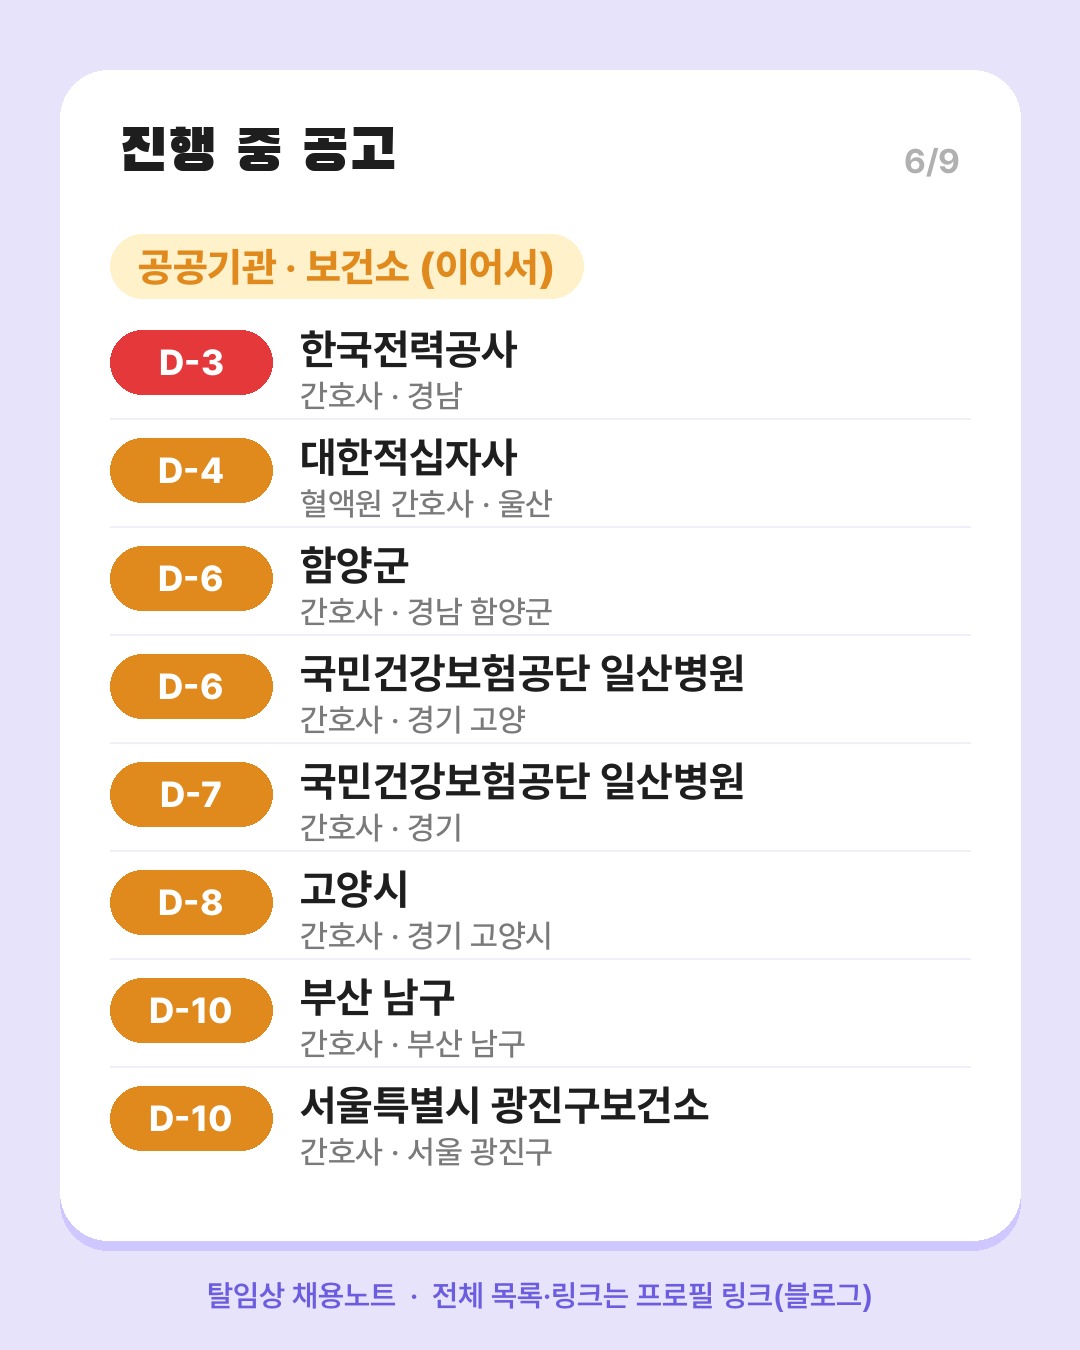 진행 중 공고
6/9
공공기관 · 보건소 (이어서)
D-3
한국전력공사
간호사 · 경남
D-4
대한적십자사
혈액원 간호사 · 울산
D-6
함양군
간호사 · 경남 함양군
D-6
국민건강보험공단 일산병원
간호사 · 경기 고양
D-7
국민건강보험공단 일산병원
간호사 · 경기
D-8
고양시
간호사 · 경기 고양시
D-10
부산 남구
간호사 · 부산 남구
D-10
서울특별시 광진구보건소
간호사 · 서울 광진구
탈임상 채용노트 · 전체 목록·링크는 프로필 링크(블로그)